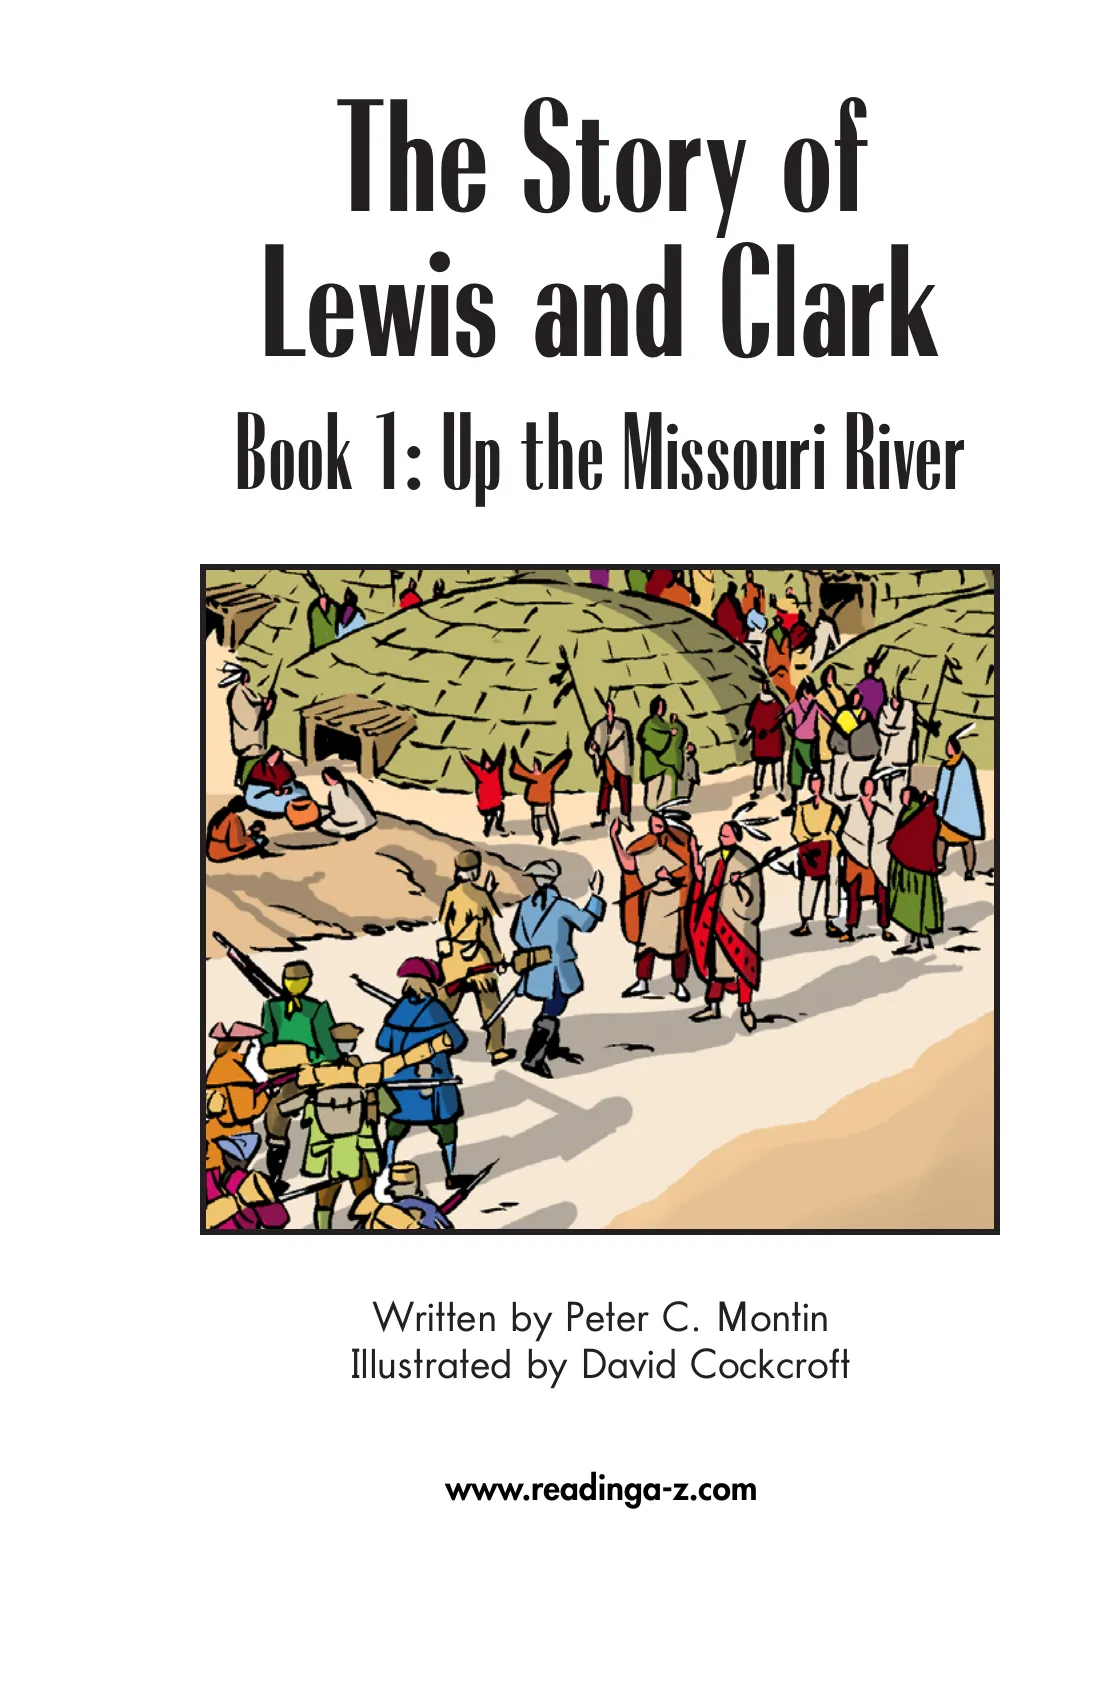 The Story of
Lewis and Clark
Book 1: Up the Missouri River
Written by Peter C. Montin
Illustrated by David Cockcroft
www.readinga-z.com